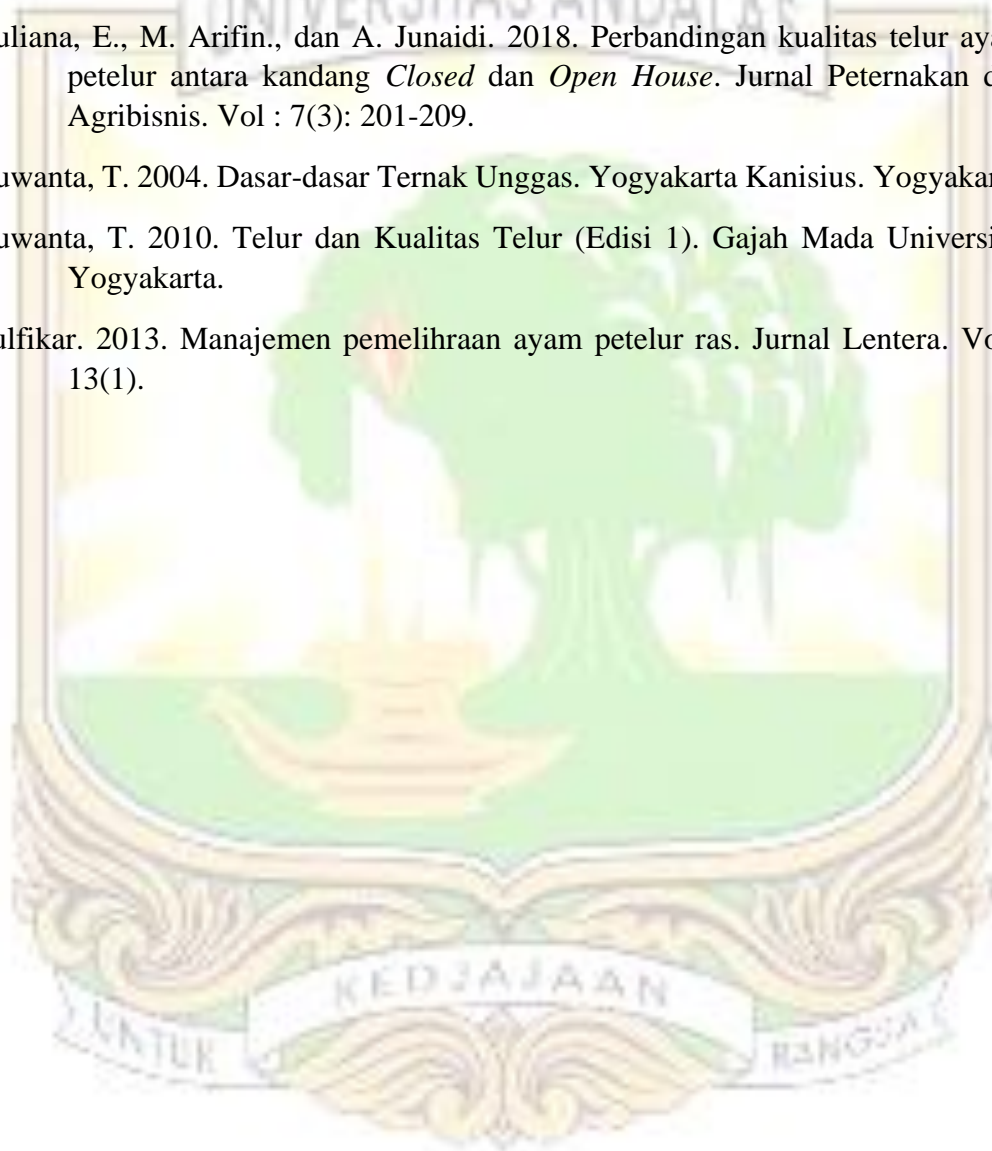 UNIVERSITAS ANDALAS
uliana, E., M. Arifin., dan A. Junaidi. 2018. Perbandingan kualitas telur aya
petelur antara kandang Closed dan Open House. Jurnal Peternakan d
Agribisnis. Vol : 7(3): 201-209.
uwanta, T. 2004. Dasar-dasar Ternak Unggas. Yogyakarta Kanisius. Yogyakar
uwanta, T. 2010. Telur dan Kualitas Telur (Edisi 1). Gajah Mada Universi
Yogyakarta.
ulfikar. 2013. Manajemen pemelihraan ayam petelur ras. Jurnal Lentera. Vo
13(1).
KEDJAJAAN
UNTUK
BANGSA